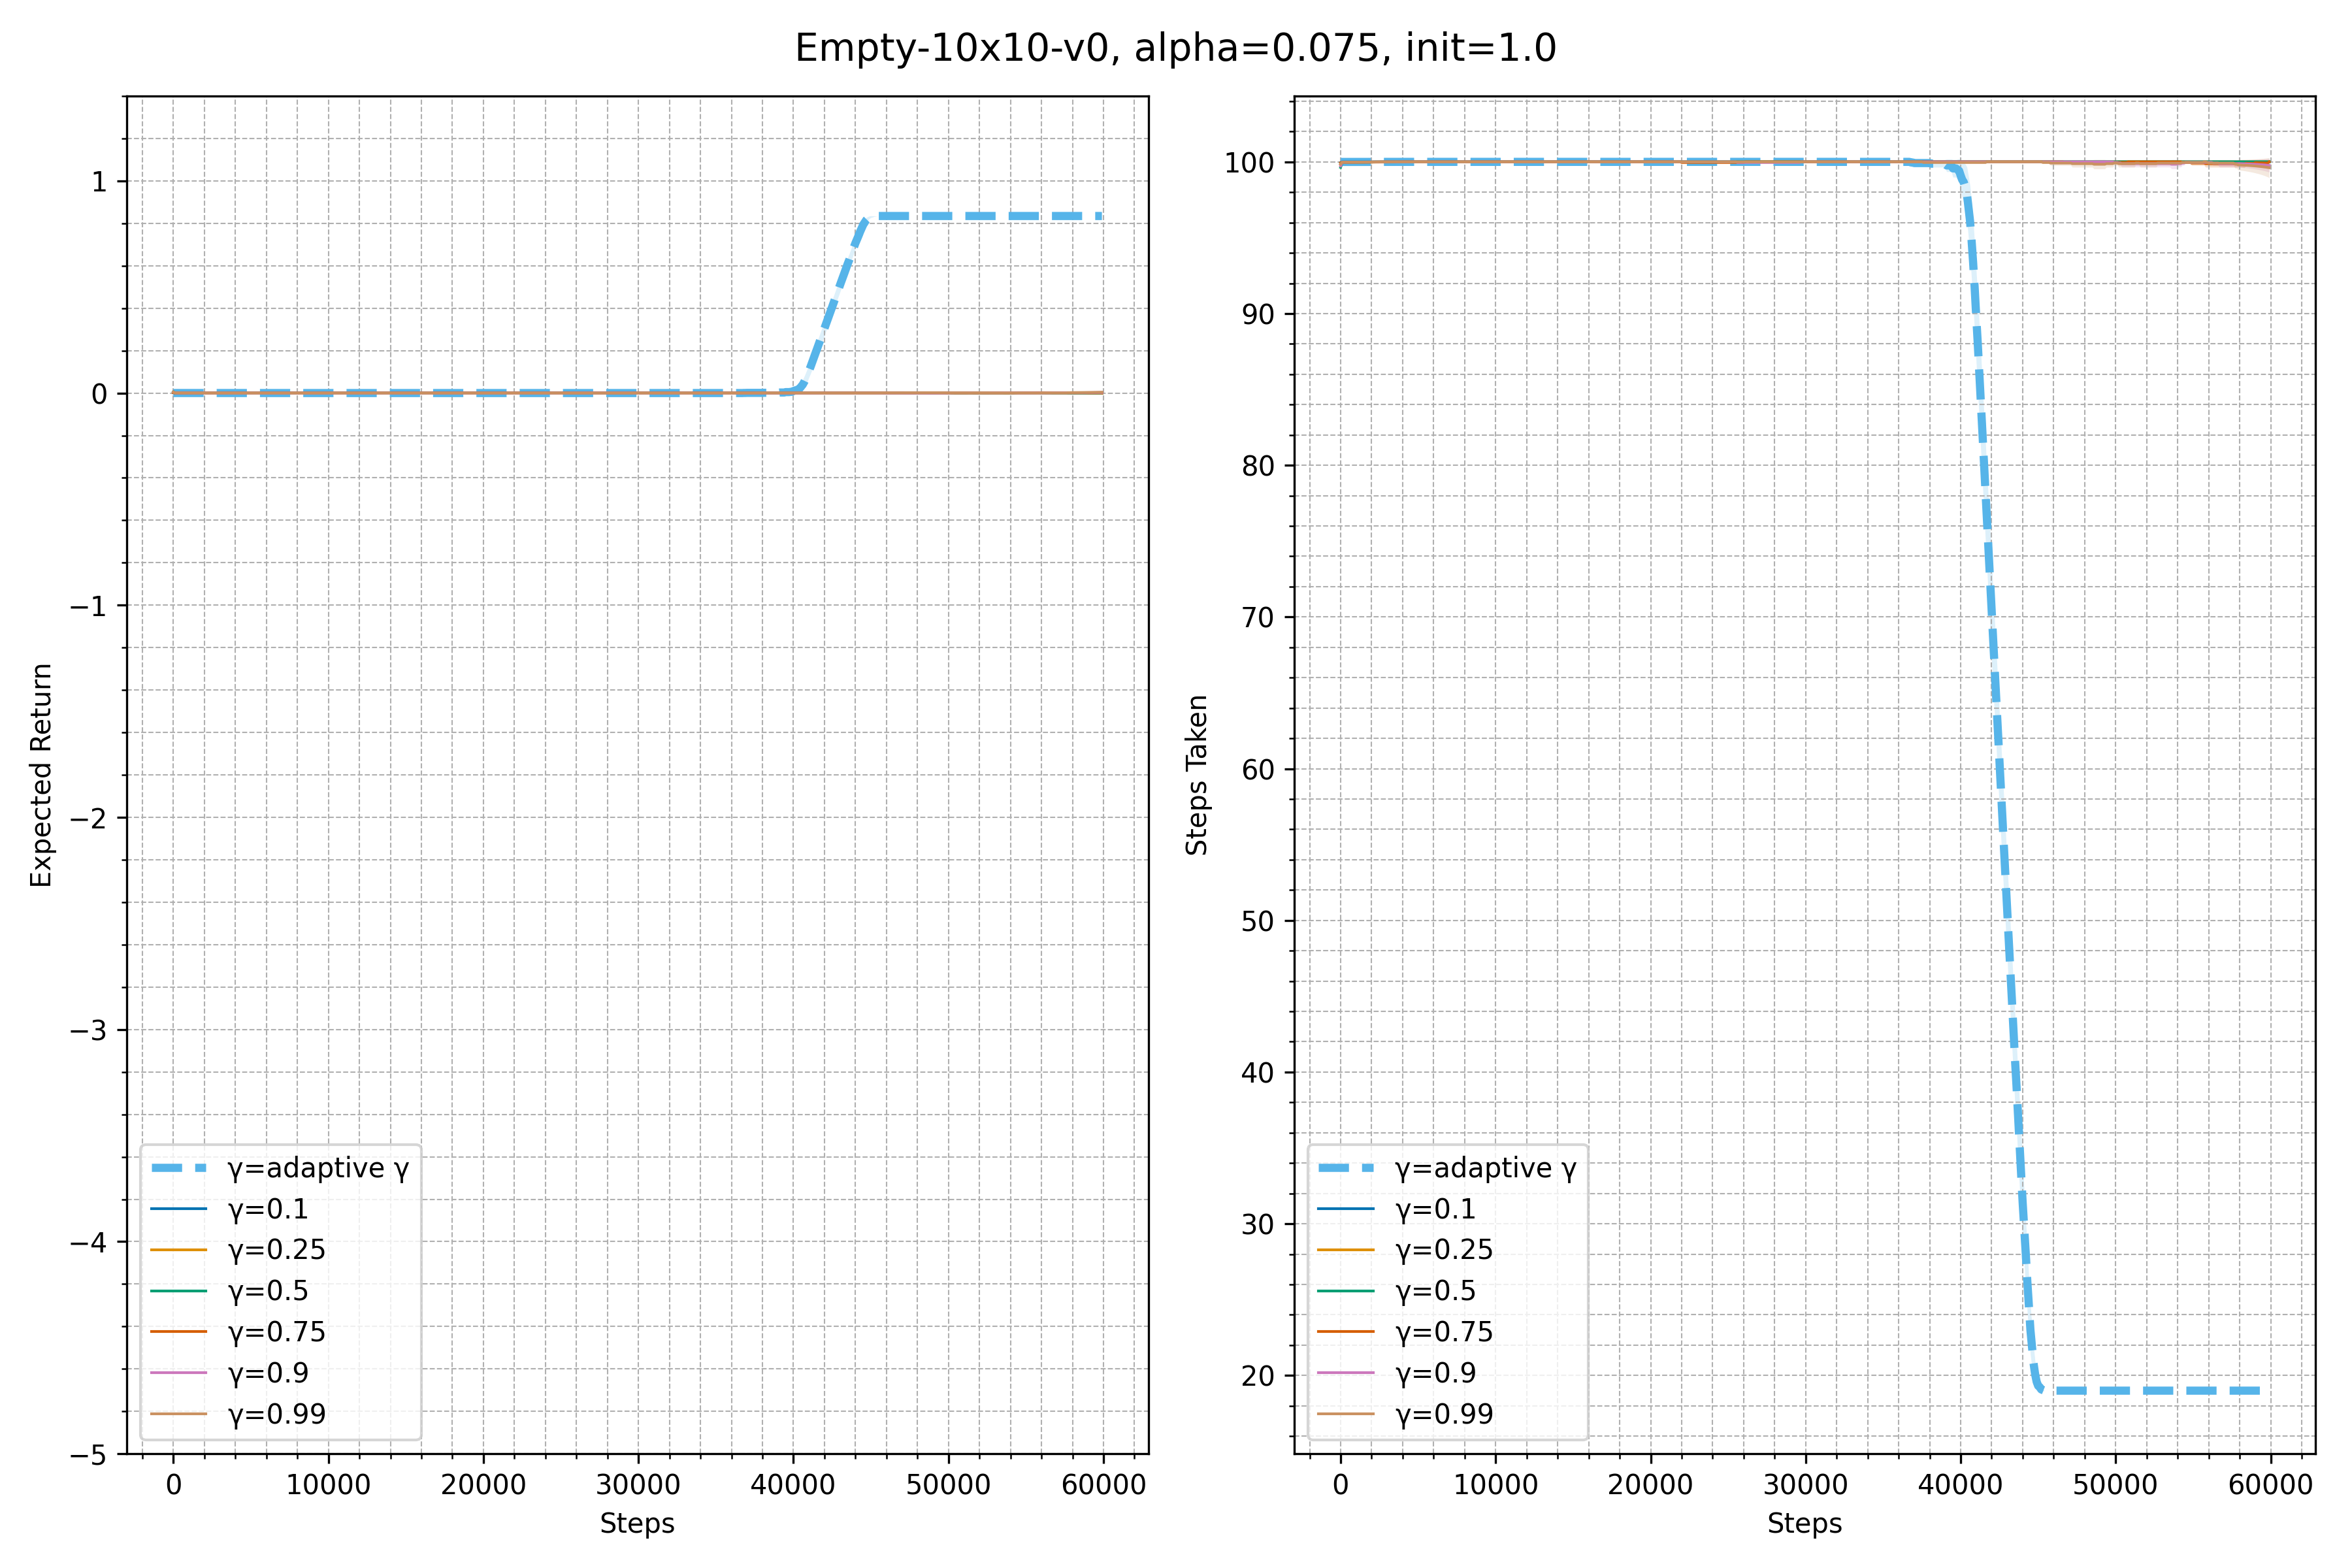 Empty-10x10-v0, alpha=0.075, init=1.0
Expected Return
1
0
−1
−2
−3
−4
−5
0 10000 20000 30000 40000 50000 60000
Steps
γ=adaptive γ
γ=0.1
γ=0.25
γ=0.5
γ=0.75
γ=0.9
γ=0.99
Steps Taken
100
90
80
70
60
50
40
30
20
0 10000 20000 30000 40000 50000 60000
Steps
γ=adaptive γ
γ=0.1
γ=0.25
γ=0.5
γ=0.75
γ=0.9
γ=0.99